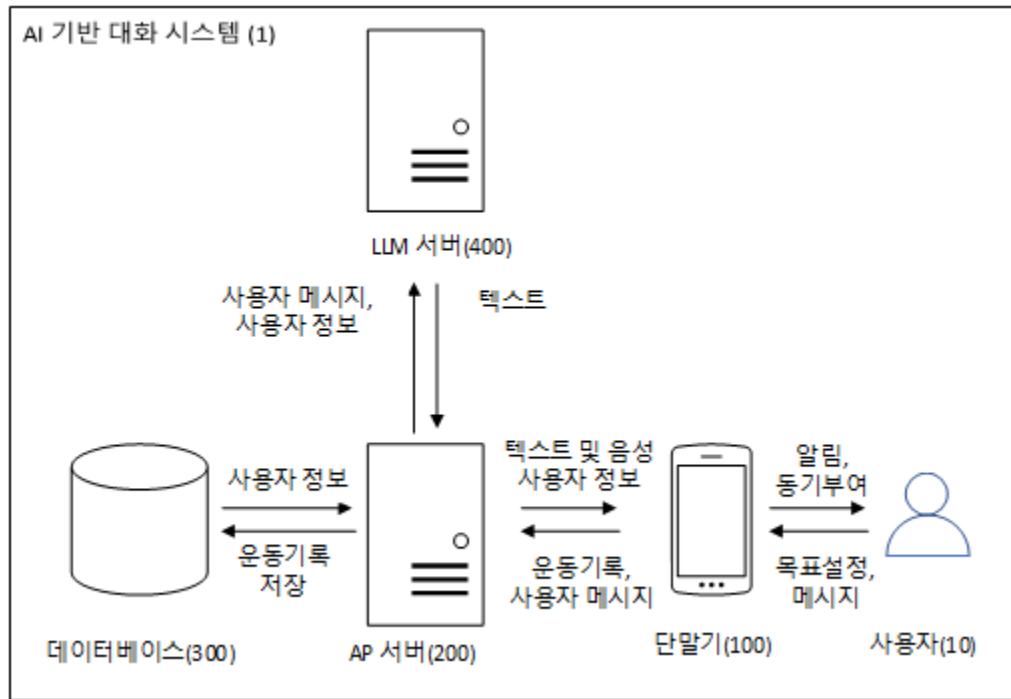 AI 기반 대화 시스템 (1)
LLM 서버(400)
사용자 메시지,
사용자 정보
텍스트
사용자 정보
운동기록
저장
텍스트 및 음성
사용자 정보
운동기록,
사용자 메시지
알림,
동기부여
목표설정,
메시지
데이터베이스(300)
AP 서버(200)
단말기(100)
사용자(10)